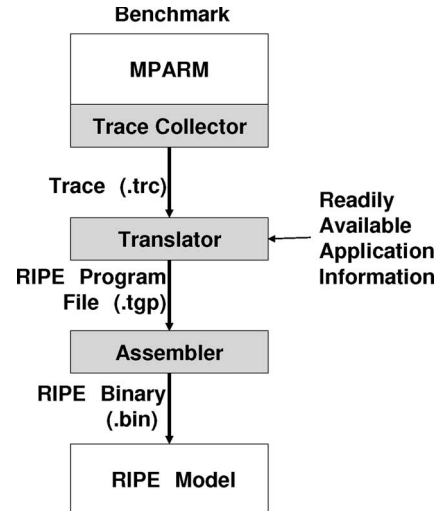 Benchmark
MPARM
Trace Collector
Trace (.trc)
Readily
Available
Application
Information
Translator
RIPE Program
File (.tgp)
Assembler
RIPE Binary
(.bin)
RIPE Model